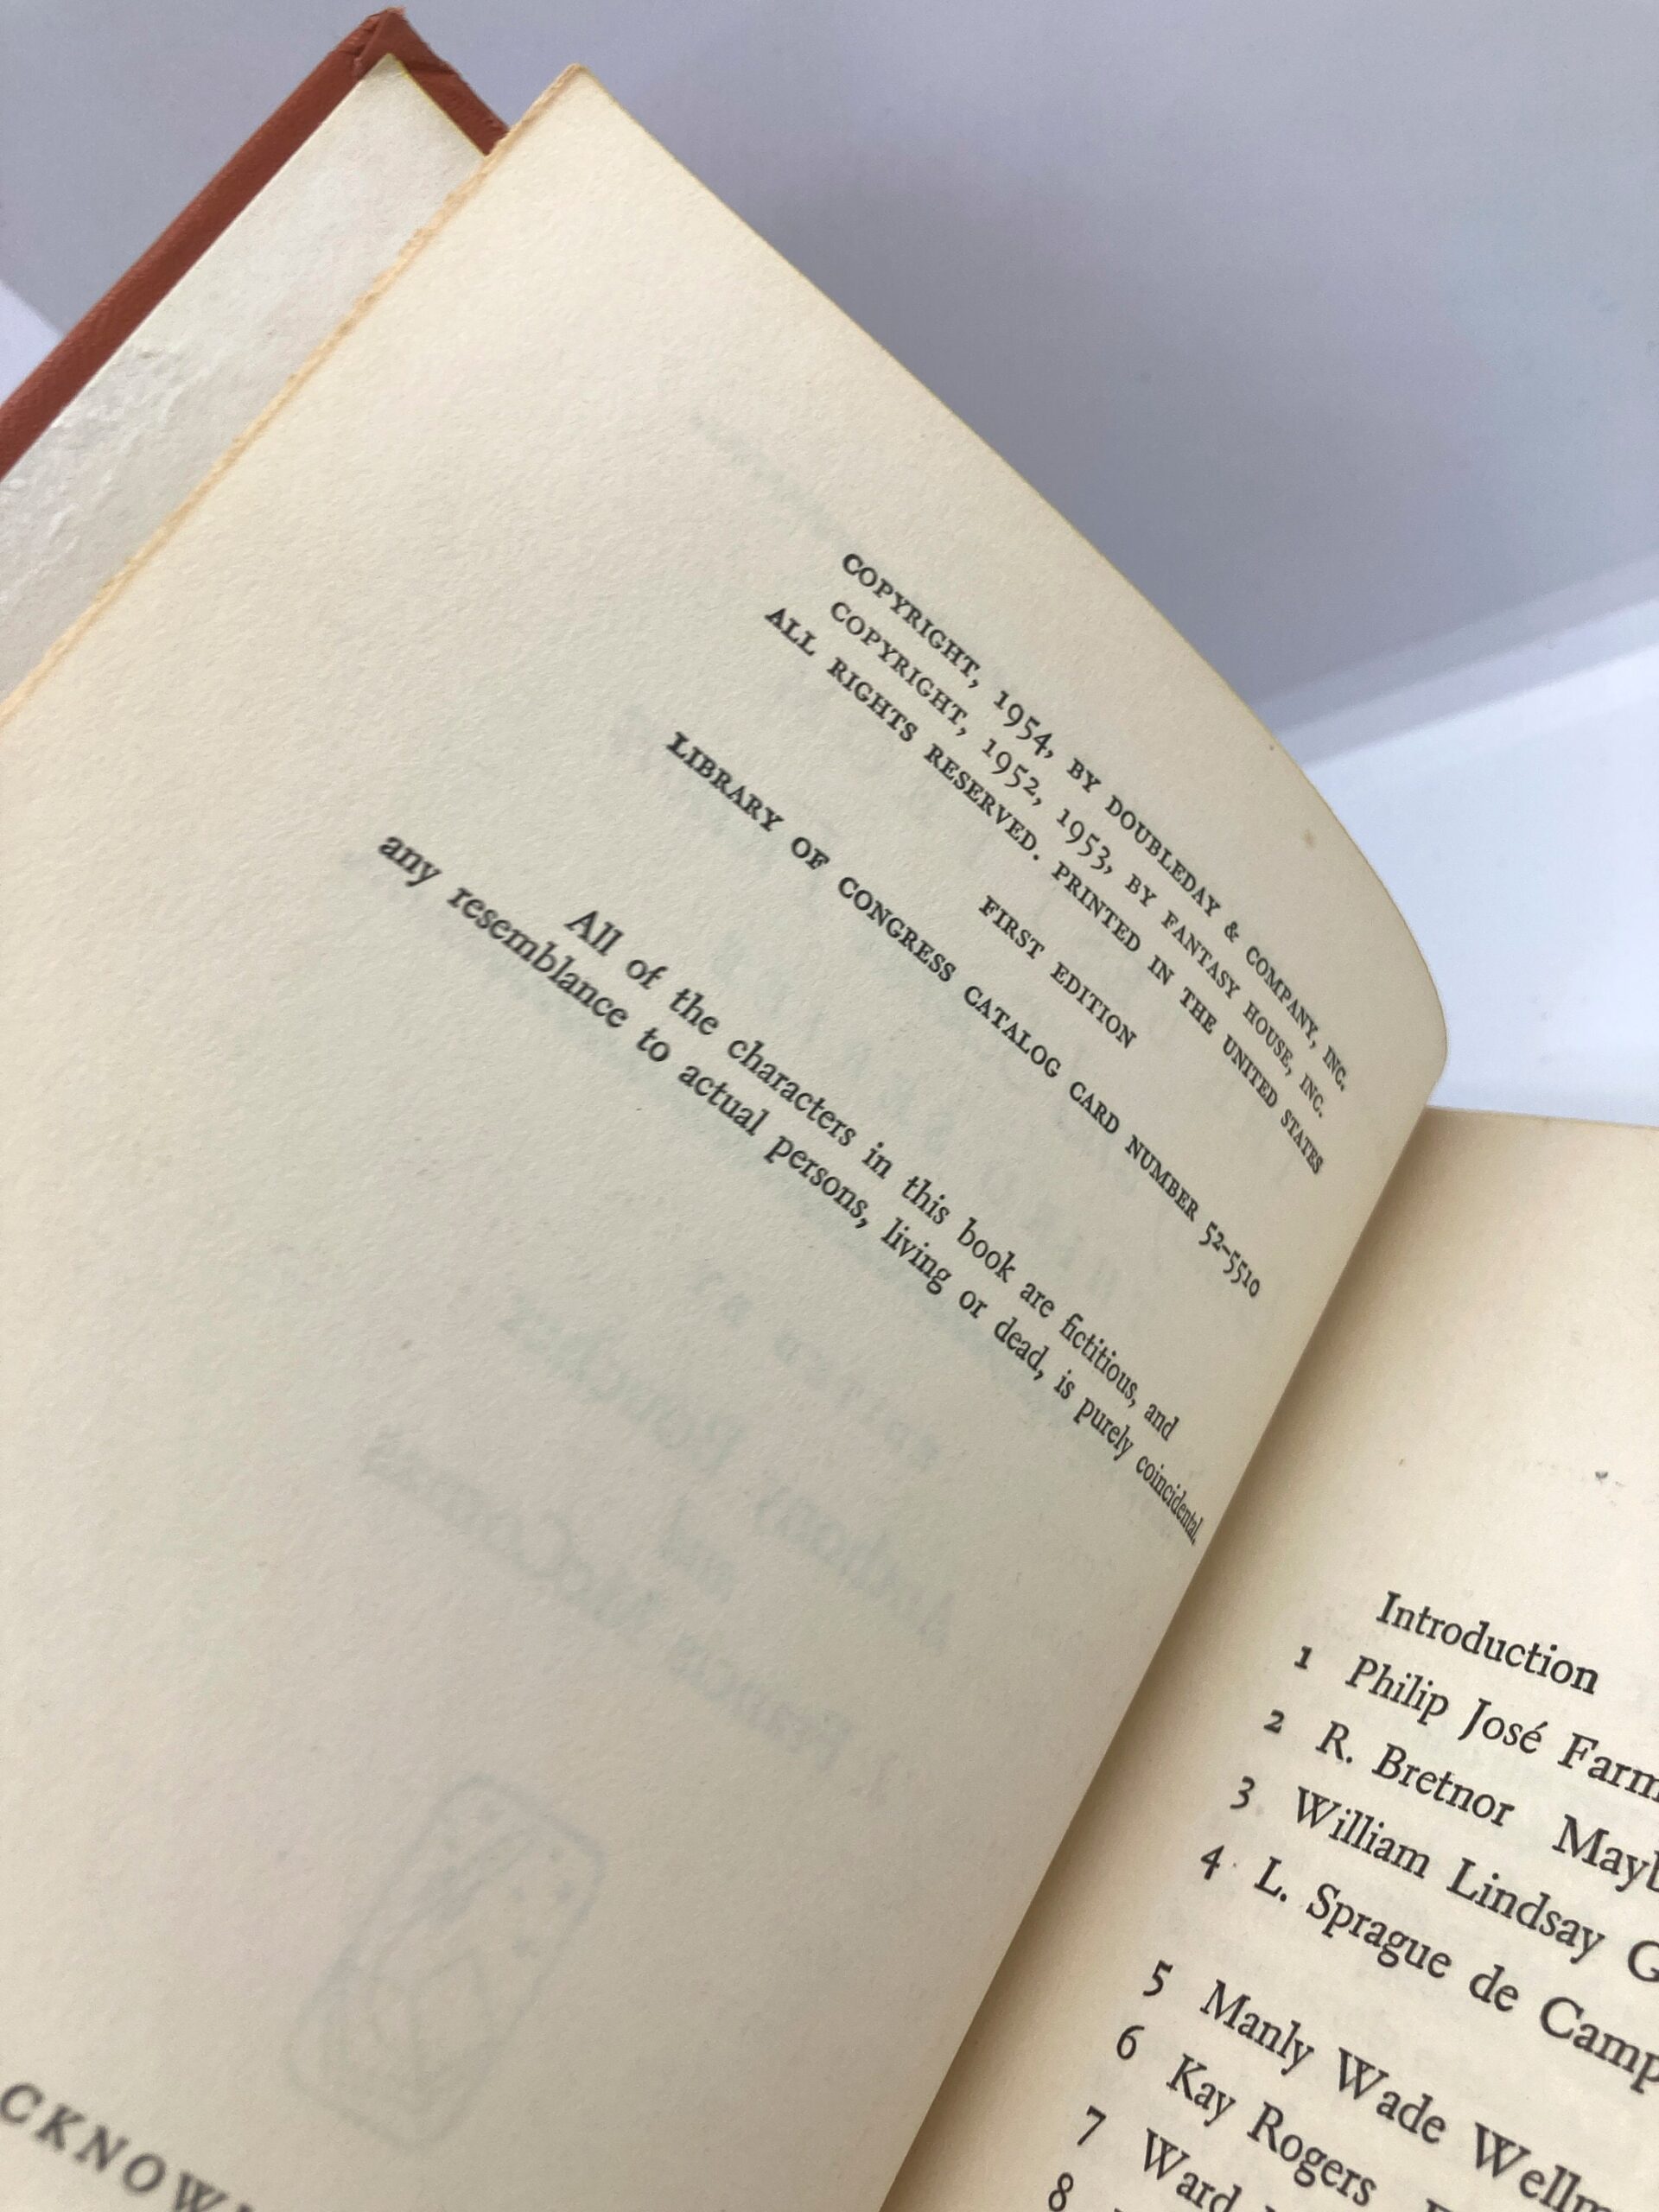 COPYRIGHT, 1954, BY DOUBLEDAY & COMPANY, INC.
COPYRIGHT, 1952, 1953, BY FANTASY HOUSE, INC.
ALL RIGHTS RESERVED. PRINTED IN THE UNITED STATES
FIRST EDITION
LIBRARY OF CONGRESS CATALOG CARD NUMBER 52-5510
All of the characters in this book are fictitious, and
any resemblance to actual persons, living or dead, is purely coincidental.
CKNOW
Introduction
1 Philip José Farm
2 R. Bretnor Mayb
3 William Lindsay G
4 L. Sprague de Camp
5 Manly Wade Wellm
6 Kay Rogers
7 Ward
8